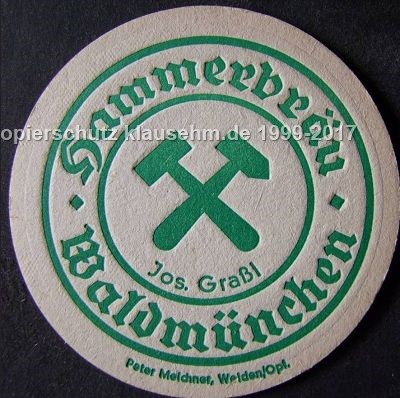 Hammerbräu
opierschutz klausehm.de 1999-2017
Jos. Graßl
Waldmünchen
Peter Melchner, Weiden/Opf.